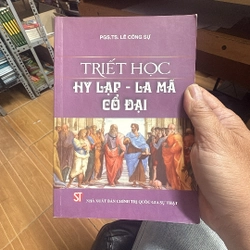 PGS.TS. LÊ CÔNG SỰ
TRIẾT HỌC
HY LẠP - LA MÃ
CỔ ĐẠI
NHÀ XUẤT BẢN CHÍNH TRỊ QUỐC GIA SỰ THẬT